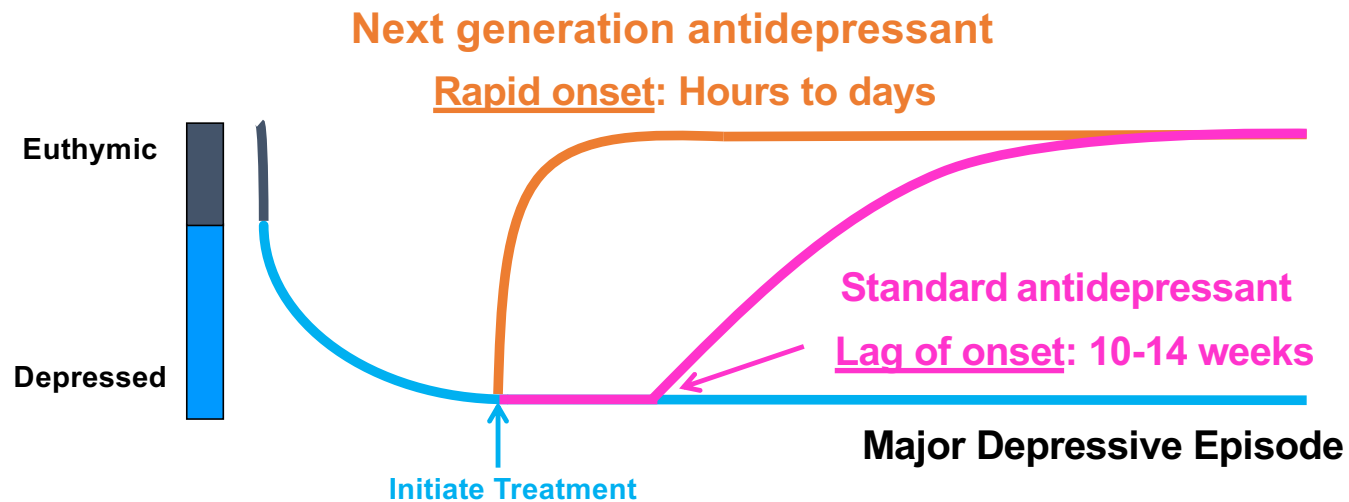 Next generation antidepressant
Rapid onset: Hours to days
Euthymic
Depressed
Standard antidepressant
Lag of onset: 10-14 weeks
Major Depressive Episode
Initiate Treatment